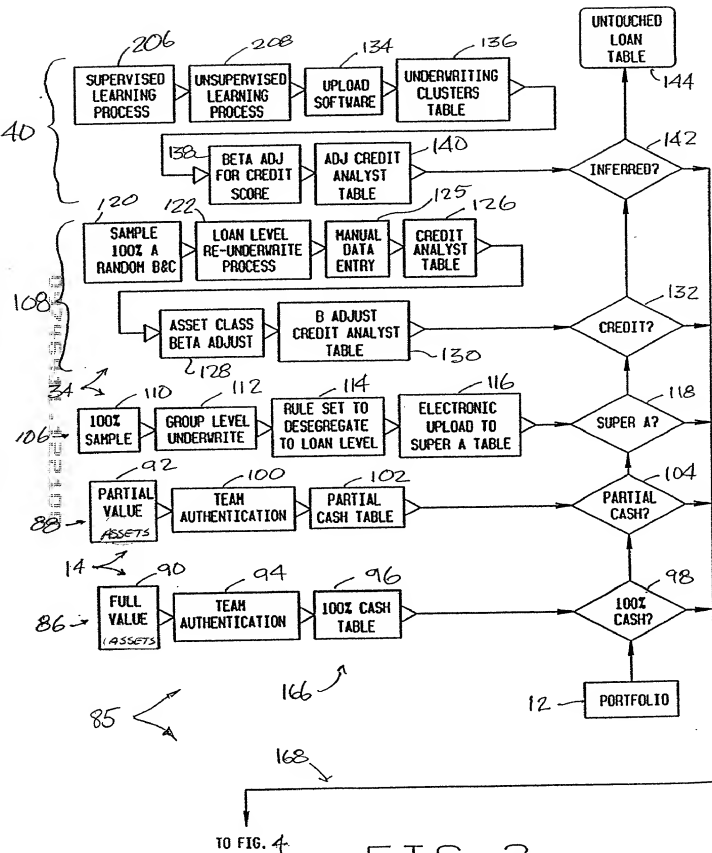 UNTOUCHED
LOAN
TABLE
144
206
208
134
136
SUPERVISED
LEARNING
PROCESS
UNSUPERVISED
LEARNING
PROCESS
UPLOAD
SOFTWARE
UNDERWRITING
CLUSTERS
TABLE
40
138
BETA ADJ
FOR CREDIT
SCORE
140
ADJ CREDIT
ANALYST
TABLE
142
INFERRED?
120
122
125
126
SAMPLE
100% A
RANDOM B&C
LOAN LEVEL
RE-UNDERWRITE
PROCESS
MANUAL
DATA
ENTRY
CREDIT
ANALYST
TABLE
108
ASSET CLASS
BETA ADJUST
128
B ADJUST
CREDIT ANALYST
TABLE
130
132
CREDIT?
34
110
112
114
116
118
106
100%
SAMPLE
GROUP LEVEL
UNDERWRITE
RULE SET TO
DESEGREGATE
TO LOAN LEVEL
ELECTRONIC
UPLOAD TO
SUPER A TABLE
SUPER A?
92
100
102
104
88
PARTIAL
VALUE
ASSETS
TEAM
AUTHENTICATION
PARTIAL
CASH TABLE
PARTIAL
CASH?
14
90
94
96
98
86
FULL
VALUE
ASSETS
TEAM
AUTHENTICATION
100% CASH
TABLE
100%
CASH?
166
85
12
PORTFOLIO
168
TO FIG. 4